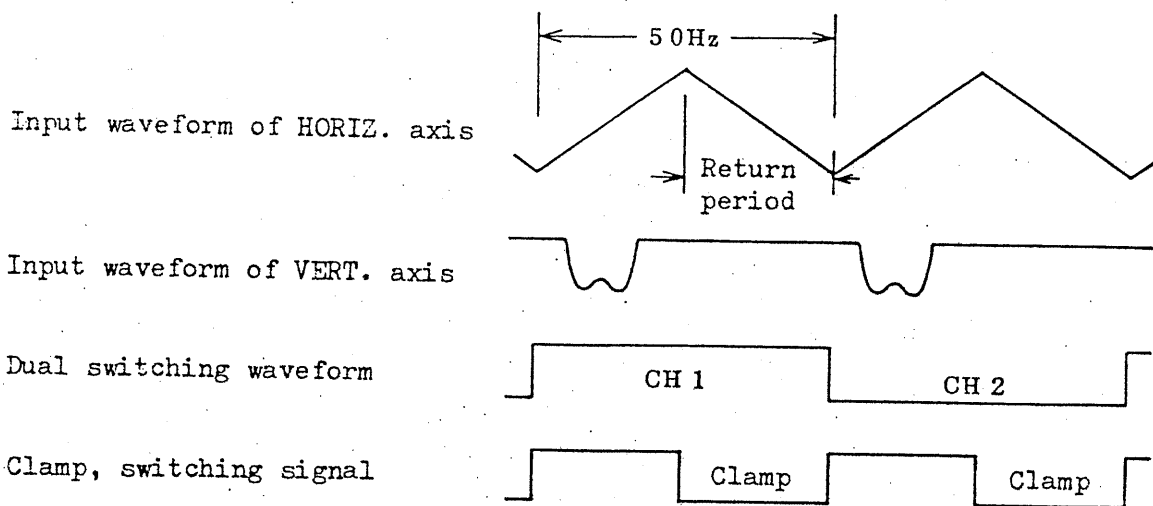 50Hz
Input waveform of HORIZ. axis
Return
period
Input waveform of VERT. axis
Dual switching waveform
CH 1
CH 2
Clamp, switching signal
Clamp
Clamp